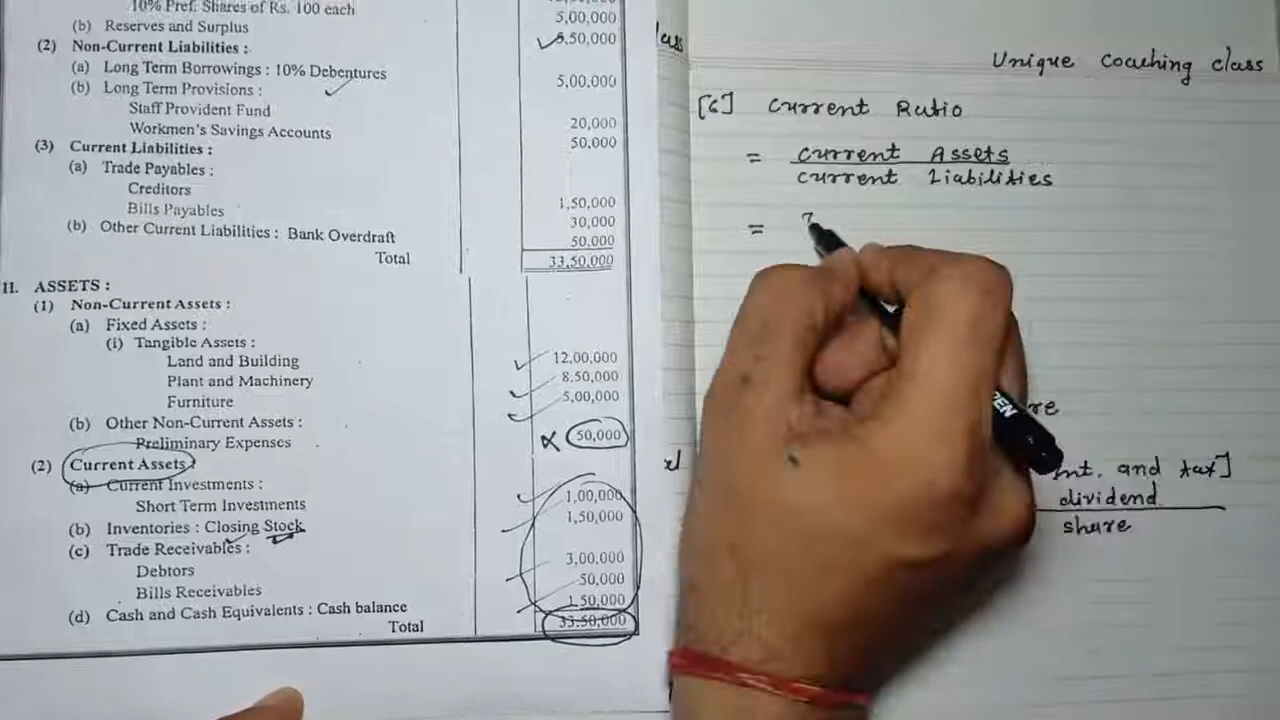 10% Pref. Shares of Rs. 100 each
5,00,000
(b) Reserves and Surplus 5,50,000
(2) Non-Current Liabilities :
(a) Long Term Borrowings : 10% Debentures 5,00,000
(b) Long Term Provisions :
Staff Provident Fund 20,000
Workmen's Savings Accounts 50,000
(3) Current Liabilities :
(a) Trade Payables :
Creditors 1,50,000
Bills Payables 30,000
(b) Other Current Liabilities : Bank Overdraft 50,000
Total 33,50,000
II. ASSETS :
(1) Non-Current Assets :
(a) Fixed Assets :
(i) Tangible Assets :
Land and Building 12,00,000
Plant and Machinery 8,50,000
Furniture 5,00,000
(b) Other Non-Current Assets :
Preliminary Expenses 50,000
(2) Current Assets :
(a) Current Investments :
Short Term Investments 1,00,000
(b) Inventories : Closing Stock 1,50,000
(c) Trade Receivables :
Debtors 3,00,000
Bills Receivables 50,000
(d) Cash and Cash Equivalents : Cash balance 1,50,000
Total 33,50,000
Unique Coaching Class
[6] Current Ratio
= Current Assets
Current Liabilities
= 7
int. and tax]
dividend
share